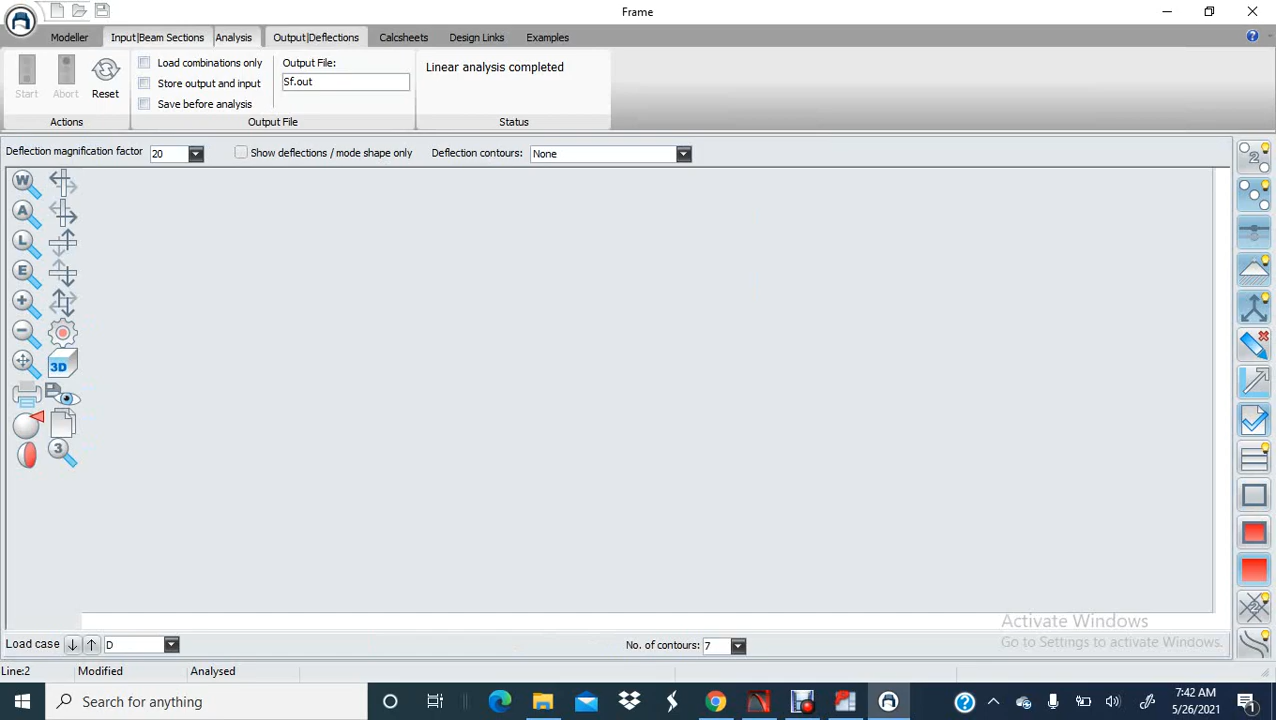 Frame
Modeller Input|Beam Sections Analysis Output|Deflections Calcsheets Design Links Examples
Load combinations only
Output File:
Linear analysis completed
Store output and input
Sf.out
Start Abort Reset
Save before analysis
Actions
Output File
Status
Deflection magnification factor 20 Show deflections / mode shape only Deflection contours: None
W
A
L
E
3D
3
2
2
Activate Windows
Go to Settings to activate Windows.
Load case D No. of contours: 7
Line:2 Modified Analysed
Search for anything
7:42 AM
5/26/2021
1